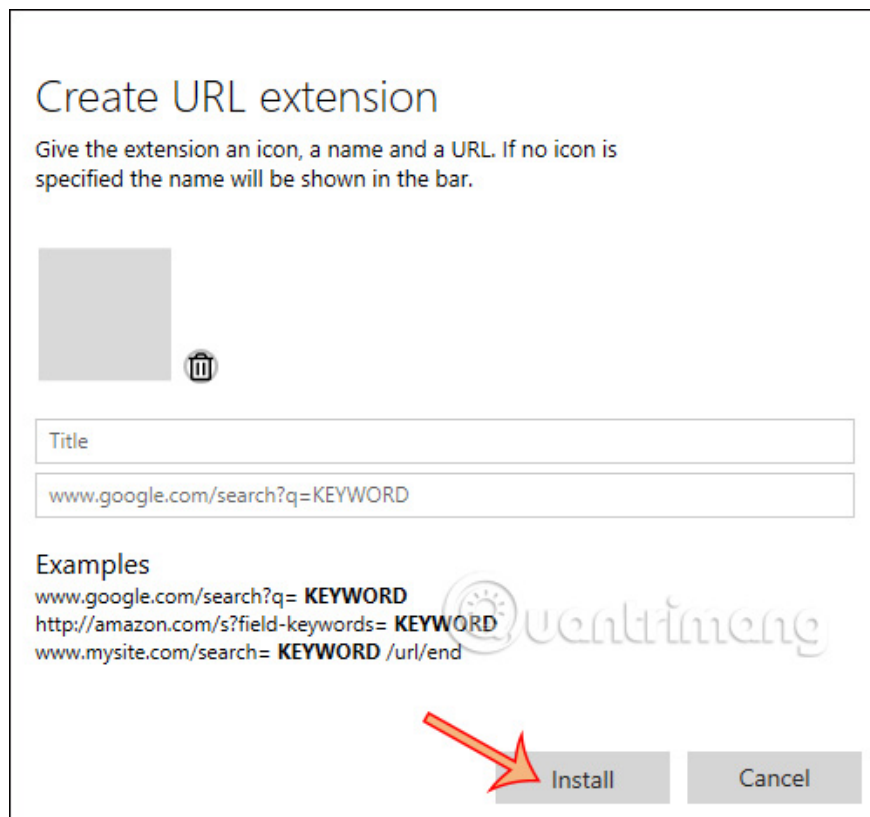 Create URL extension
Give the extension an icon, a name and a URL. If no icon is
specified the name will be shown in the bar.
Title
www.google.com/search?q=KEYWORD
Examples
www.google.com/search?q= KEYWORD
http://amazon.com/s?field-keywords= KEYWORD
www.mysite.com/search= KEYWORD /url/end
Quantrimang
Install Cancel